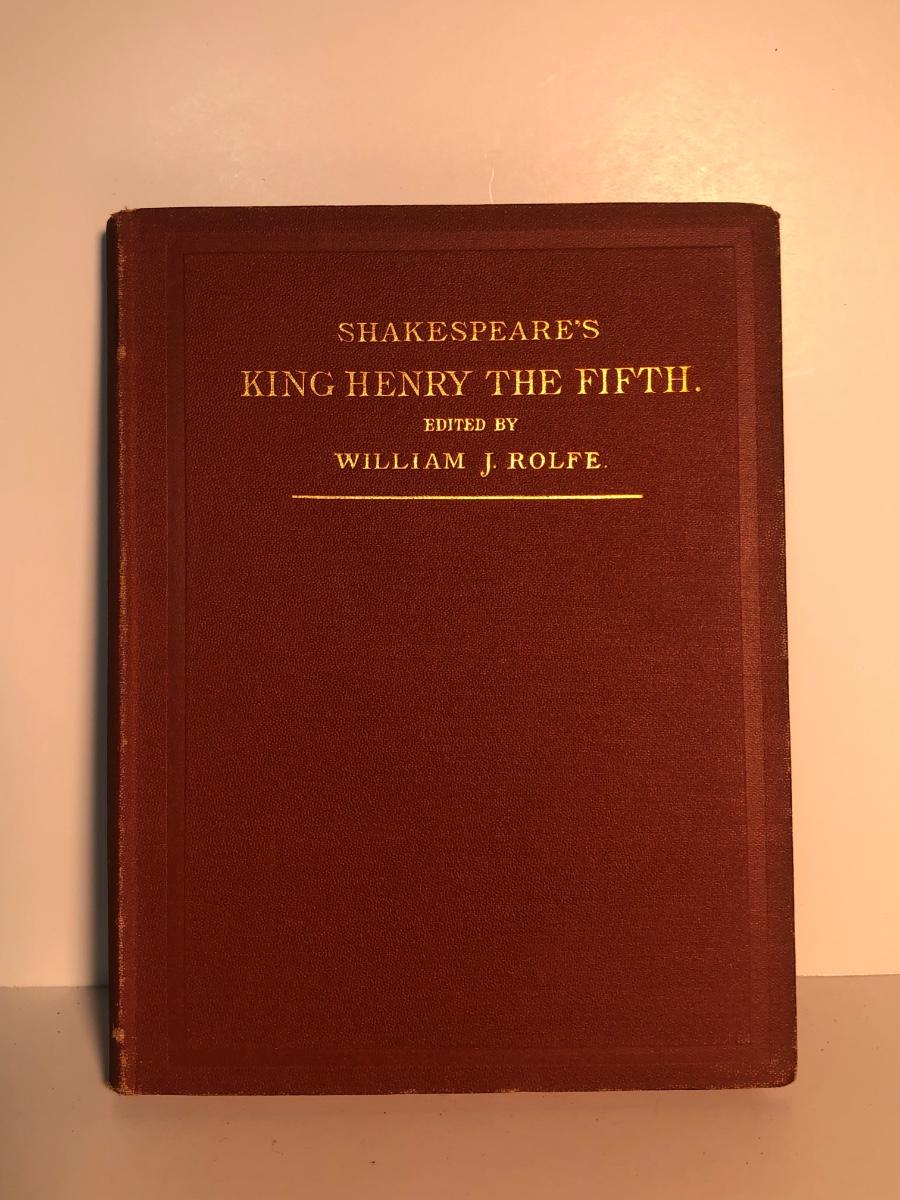 SHAKESPEARE'S
KING HENRY THE FIFTH.
EDITED BY
WILLIAM J. ROLFE.